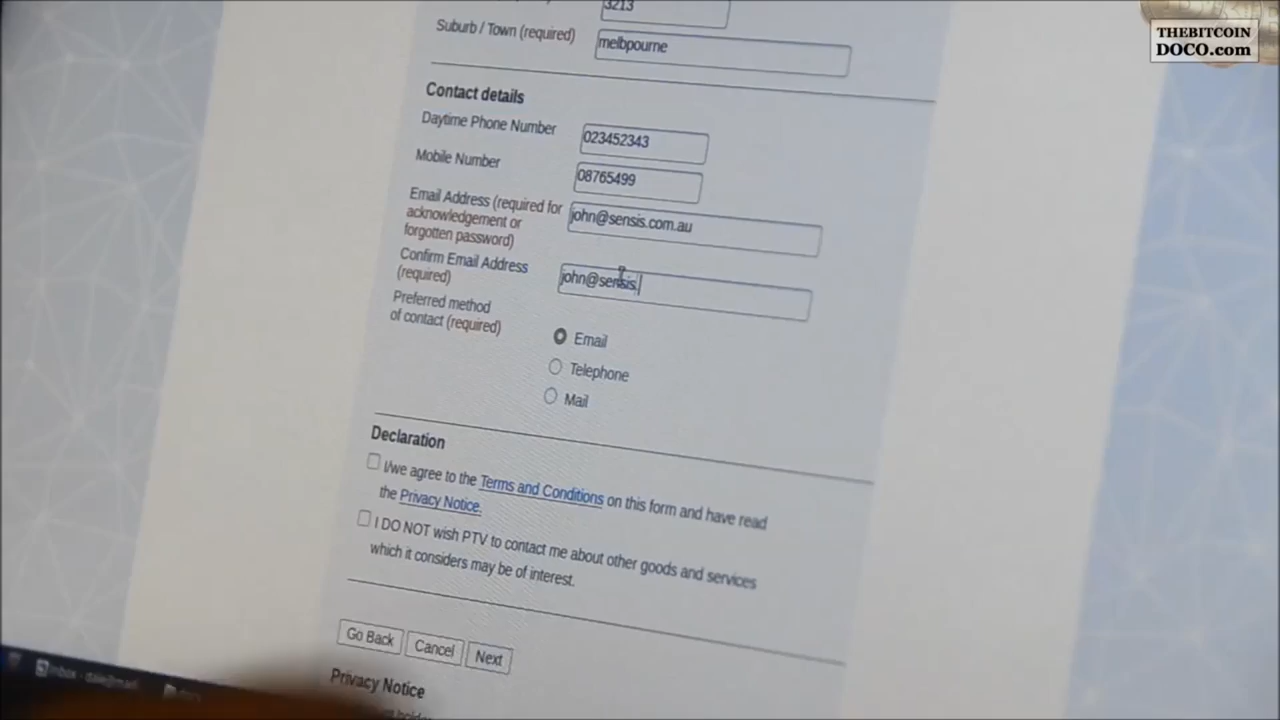 THEBITCOIN
DOCO.com
3213
Suburb / Town (required)
melbpourne
Contact details
Daytime Phone Number
023452343
Mobile Number
08765499
Email Address (required for
acknowledgement or
forgotten password)
john@sensis.com.au
Confirm Email Address
(required)
john@sensis.
Preferred method
of contact (required)
Email
Telephone
Mail
Declaration
I/we agree to the Terms and Conditions on this form and have read
the Privacy Notice.
I DO NOT wish PTV to contact me about other goods and services
which it considers may be of interest.
Go Back
Cancel
Next
Privacy Notice